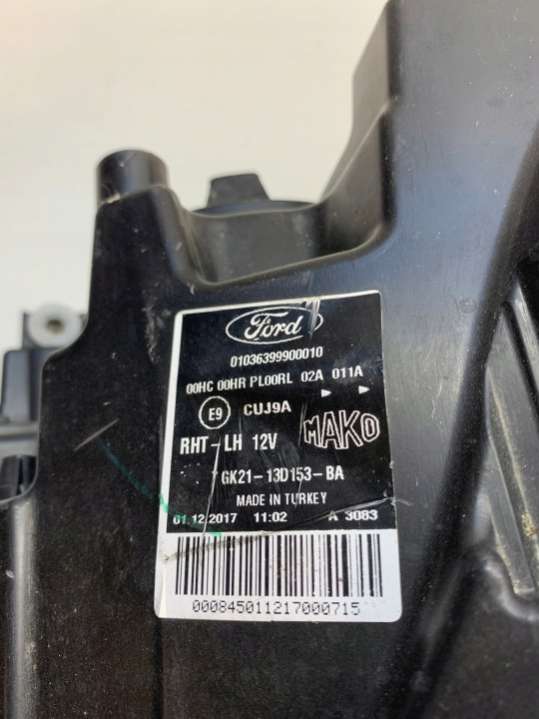 Ford
01036399900010
00HC 00HR PL00RL 02A 011A
E9 CUJ9A
MAKO
RHT-LH 12V
GK21-13D153-BA
MADE IN TURKEY
01.12.2017 11:02 A 3083
000845011217000715